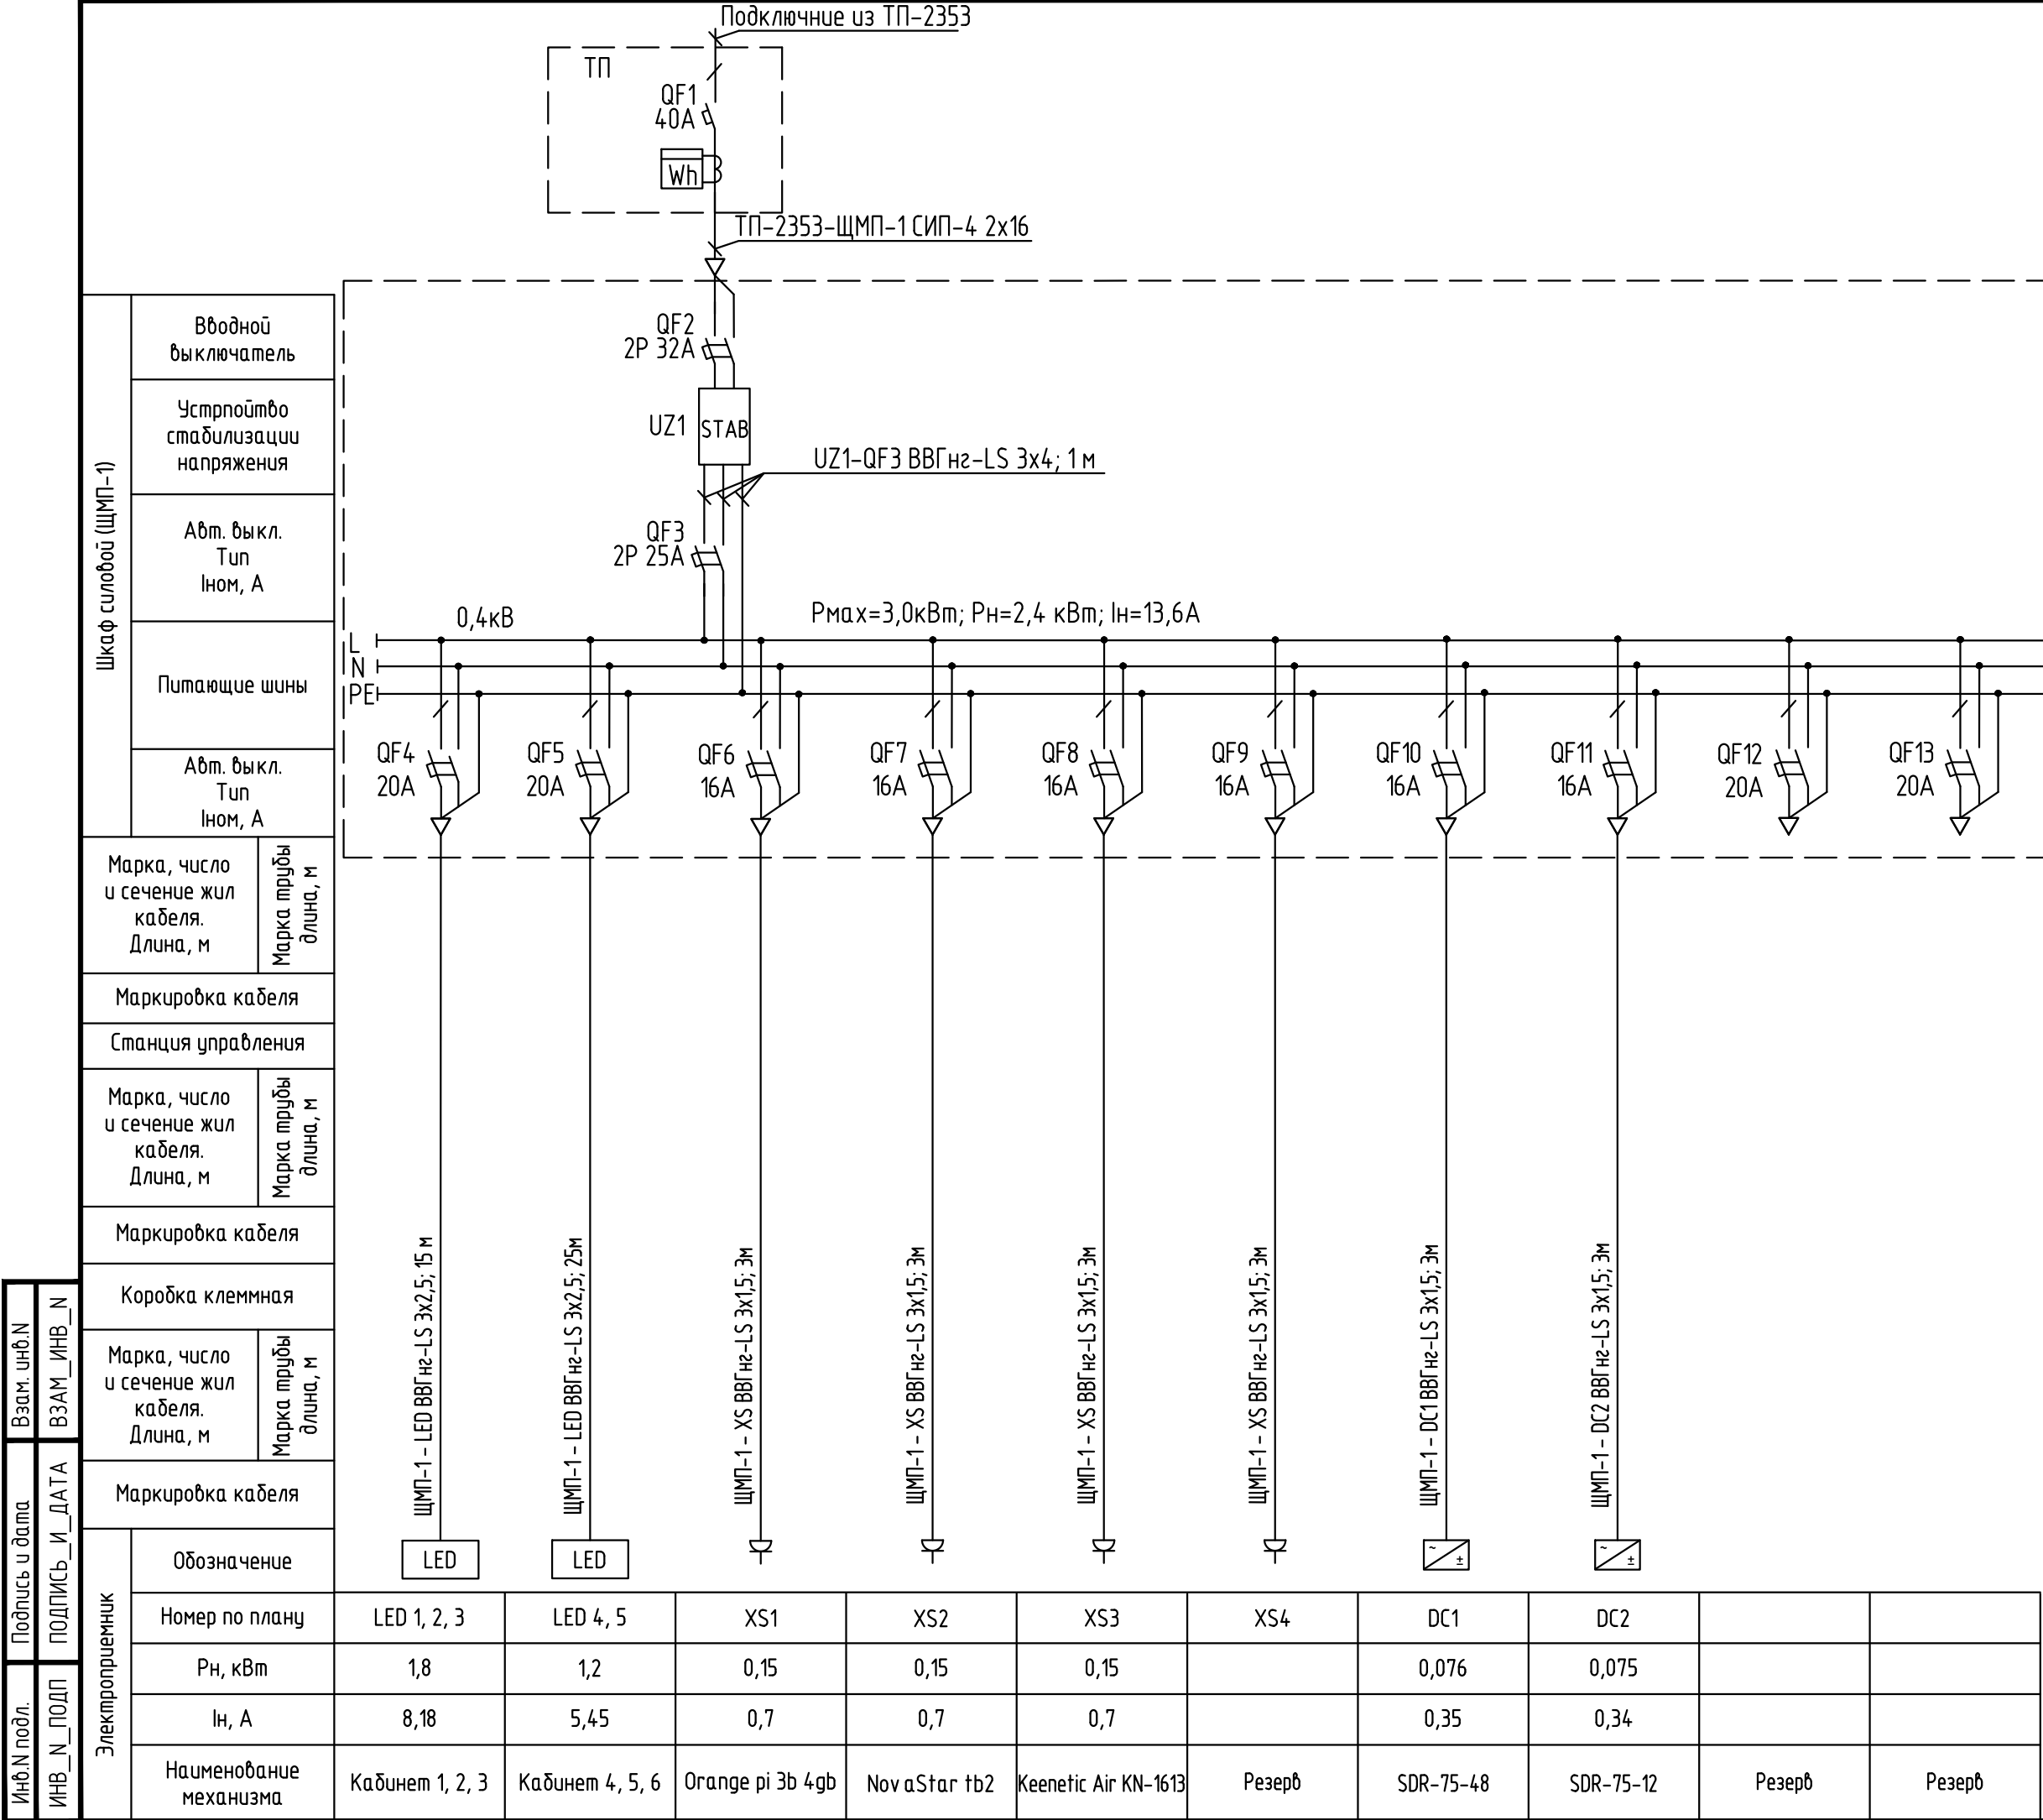 Подключние из ТП-2353
ТП
QF1
40А
Wh
ТП-2353-ЩМП-1 СИП-4 2х16
QF2
2Р 32А
UZ1
STAB
UZ1-QF3 ВВГнг-LS 3х4; 1 м
QF3
2Р 25А
0,4кВ
Рмах=3,0кВт; Рн=2,4 кВт; Iн=13,6А
L
N
PE
QF4
20А
QF5
20А
QF6
16А
QF7
16А
QF8
16А
QF9
16А
QF10
16А
QF11
16А
QF12
20А
QF13
20А
Шкаф силовой (ЩМП-1)
Вводной
выключатель
Устрпойтво
стабилизации
напряжения
Авт. выкл.
Тип
Iном, А
Питающие шины
Авт. выкл.
Тип
Iном, А
Марка, число
и сечение жил
кабеля.
Длина, м
Марка трубы
длина, м
Маркировка кабеля
Станция управления
Марка, число
и сечение жил
кабеля.
Длина, м
Марка трубы
длина, м
Маркировка кабеля
Коробка клеммная
Марка, число
и сечение жил
кабеля.
Длина, м
Марка трубы
длина, м
Маркировка кабеля
ЩМП-1 - LED ВВГнг-LS 3х2,5; 15 м
ЩМП-1 - LED ВВГнг-LS 3х2,5; 25м
ЩМП-1 - XS ВВГнг-LS 3х1,5; 3м
ЩМП-1 - XS ВВГнг-LS 3х1,5; 3м
ЩМП-1 - XS ВВГнг-LS 3х1,5; 3м
ЩМП-1 - XS ВВГнг-LS 3х1,5; 3м
ЩМП-1 - DC1 ВВГнг-LS 3х1,5; 3м
ЩМП-1 - DC2 ВВГнг-LS 3х1,5; 3м
Электроприемник
Обозначение
LED
LED
~ ±
~ ±
Номер по плану
LED 1, 2, 3
LED 4, 5
XS1
XS2
XS3
XS4
DC1
DC2
Рн, кВт
1,8
1,2
0,15
0,15
0,15
0,076
0,075
Iн, А
8,18
5,45
0,7
0,7
0,7
0,35
0,34
Наименование
механизма
Кабинет 1, 2, 3
Кабинет 4, 5, 6
Orange pi 3b 4gb
NovaStar tb2
Keenetic Air KN-1613
Резерв
SDR-75-48
SDR-75-12
Резерв
Резерв
Взам. инв.N
ВЗАМ_ИНВ_N
Подпись и дата
ПОДПИСЬ_И_ДАТА
Инв.N подл.
ИНВ_N_ПОДП